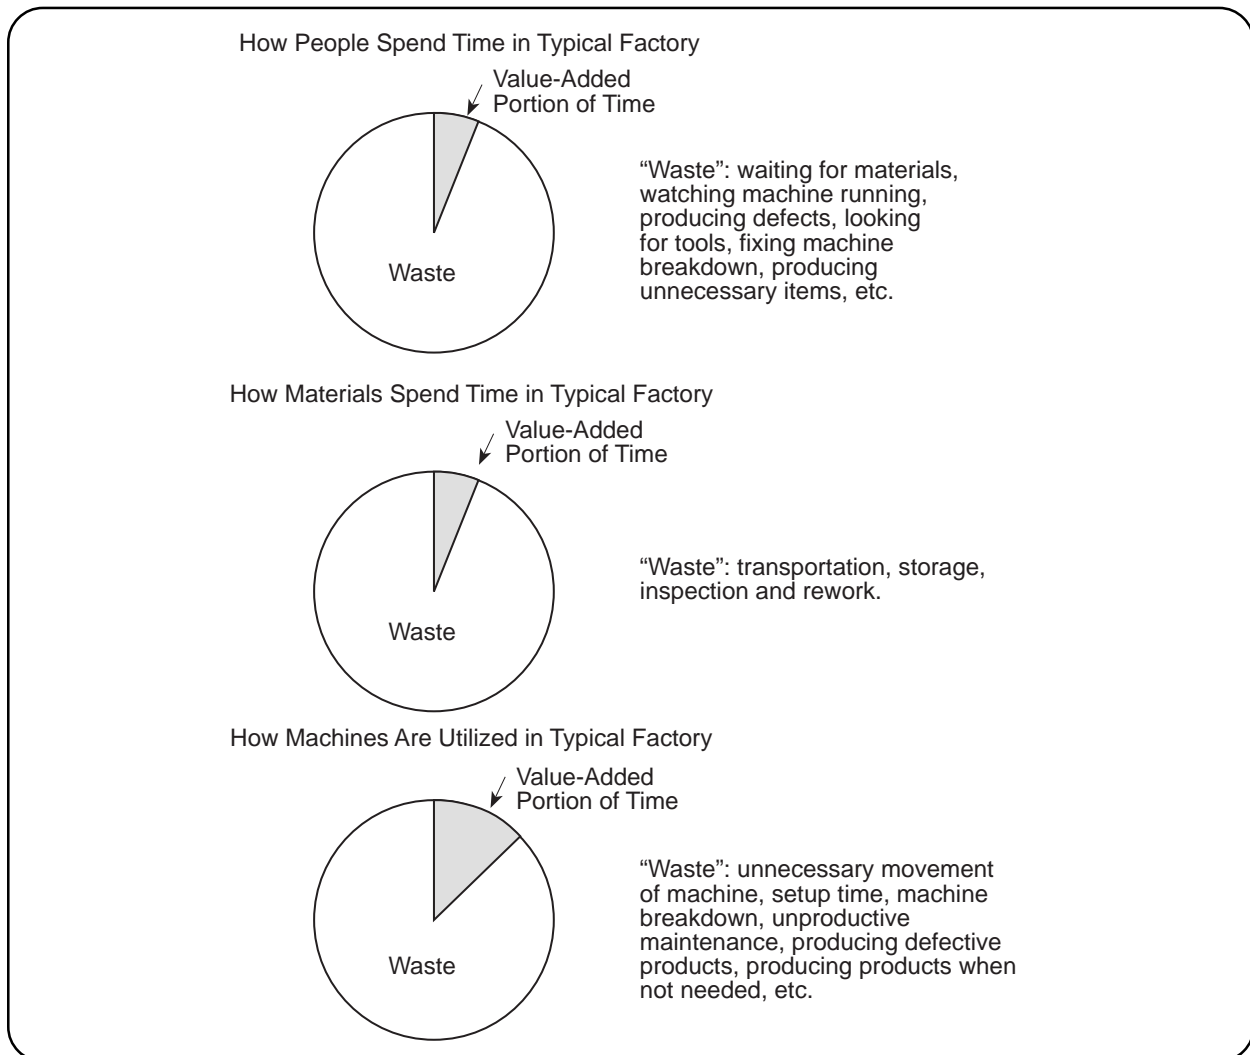 How People Spend Time in Typical Factory
Value-Added
Portion of Time
Waste
“Waste”: waiting for materials,
watching machine running,
producing defects, looking
for tools, fixing machine
breakdown, producing
unnecessary items, etc.
How Materials Spend Time in Typical Factory
Value-Added
Portion of Time
Waste
“Waste”: transportation, storage,
inspection and rework.
How Machines Are Utilized in Typical Factory
Value-Added
Portion of Time
Waste
“Waste”: unnecessary movement
of machine, setup time, machine
breakdown, unproductive
maintenance, producing defective
products, producing products when
not needed, etc.